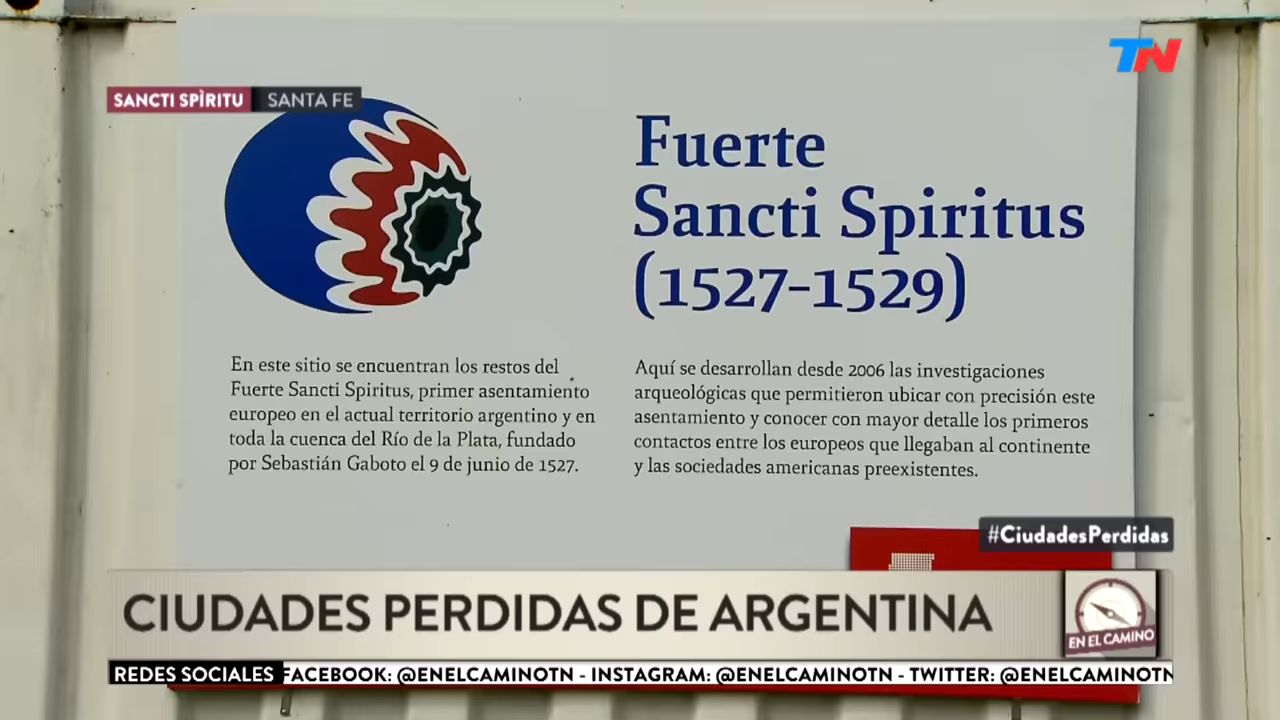 TN
SANCTI SPÌRITU SANTA FE
Fuerte
Sancti Spiritus
(1527-1529)
En este sitio se encuentran los restos del
Fuerte Sancti Spiritus, primer asentamiento
europeo en el actual territorio argentino y en
toda la cuenca del Río de la Plata, fundado
por Sebastián Gaboto el 9 de junio de 1527.
Aquí se desarrollan desde 2006 las investigaciones
arqueológicas que permitieron ubicar con precisión este
asentamiento y conocer con mayor detalle los primeros
contactos entre los europeos que llegaban al continente
y las sociedades americanas preexistentes.
#CiudadesPerdidas
CIUDADES PERDIDAS DE ARGENTINA
EN EL CAMINO
REDES SOCIALES FACEBOOK: @ENELCAMINOTN - INSTAGRAM: @ENELCAMINOTN - TWITTER: @ENELCAMINOTN